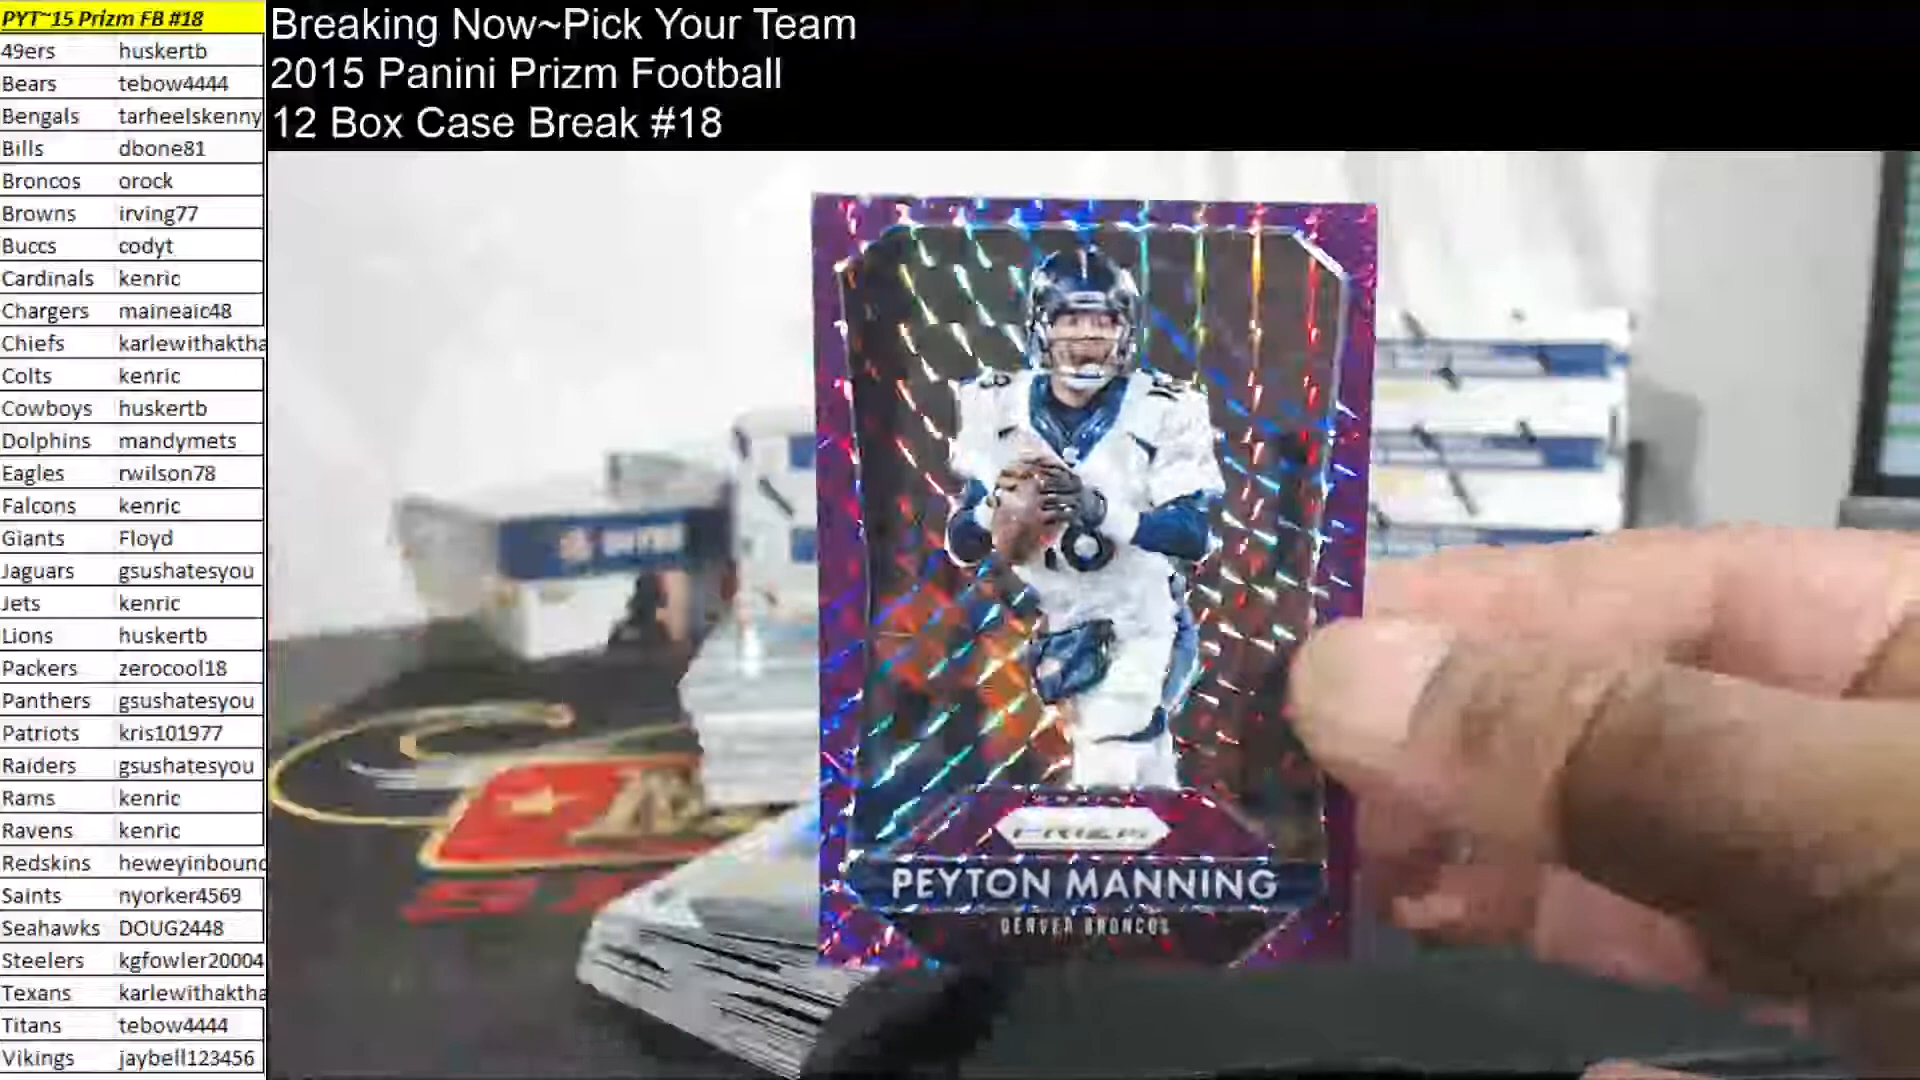 PYT~15 Prizm FB #18
49ers huskertb
Bears tebow4444
Bengals tarheelskenny
Bills dbone81
Broncos orock
Browns irving77
Buccs codyt
Cardinals kenric
Chargers maineaic48
Chiefs karlewithaktha
Colts kenric
Cowboys huskertb
Dolphins mandymets
Eagles rwilson78
Falcons kenric
Giants Floyd
Jaguars gsushatesyou
Jets kenric
Lions huskertb
Packers zerocool18
Panthers gsushatesyou
Patriots kris101977
Raiders gsushatesyou
Rams kenric
Ravens kenric
Redskins heweyinbound
Saints nyorker4569
Seahawks DOUG2448
Steelers kgfowler20004
Texans karlewithaktha
Titans tebow4444
Vikings jaybell123456
Breaking Now~Pick Your Team
2015 Panini Prizm Football
12 Box Case Break #18
PRIZM
PEYTON MANNING
DENVER BRONCOS